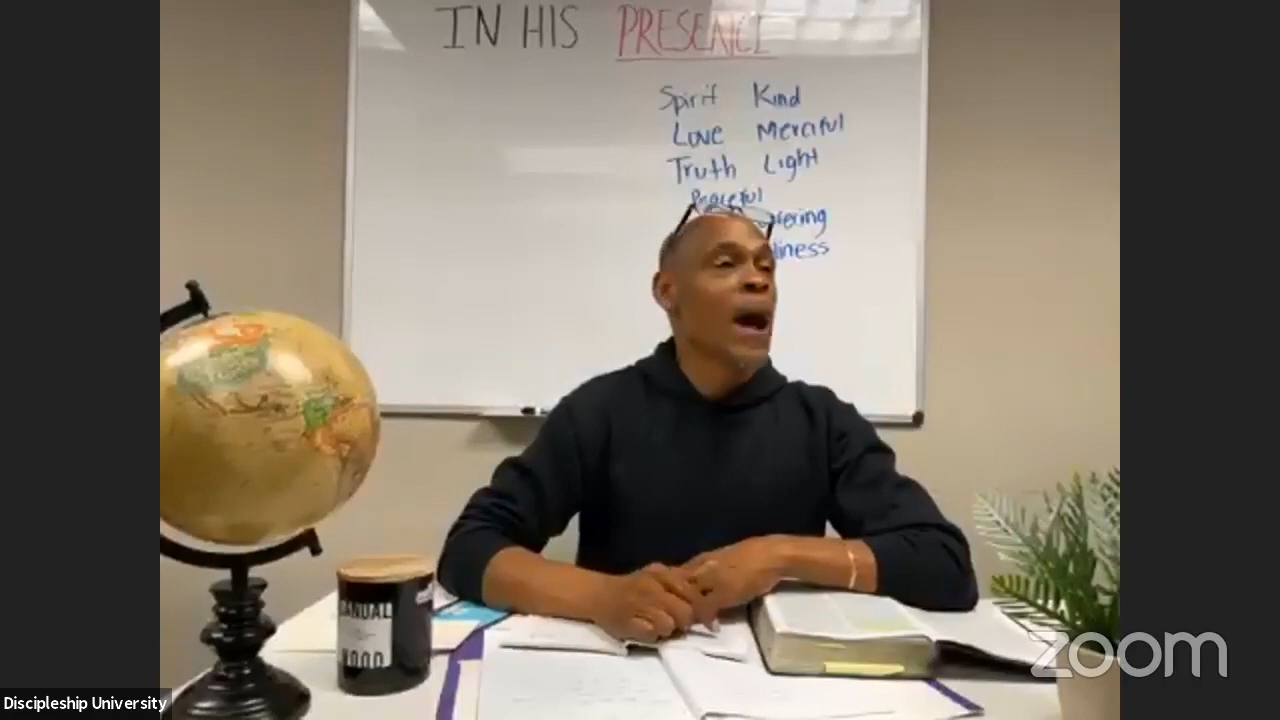 IN HIS PRESENCE
Spirit Kind
Love Merciful
Truth Light
Peaceful
zoom
Discipleship University